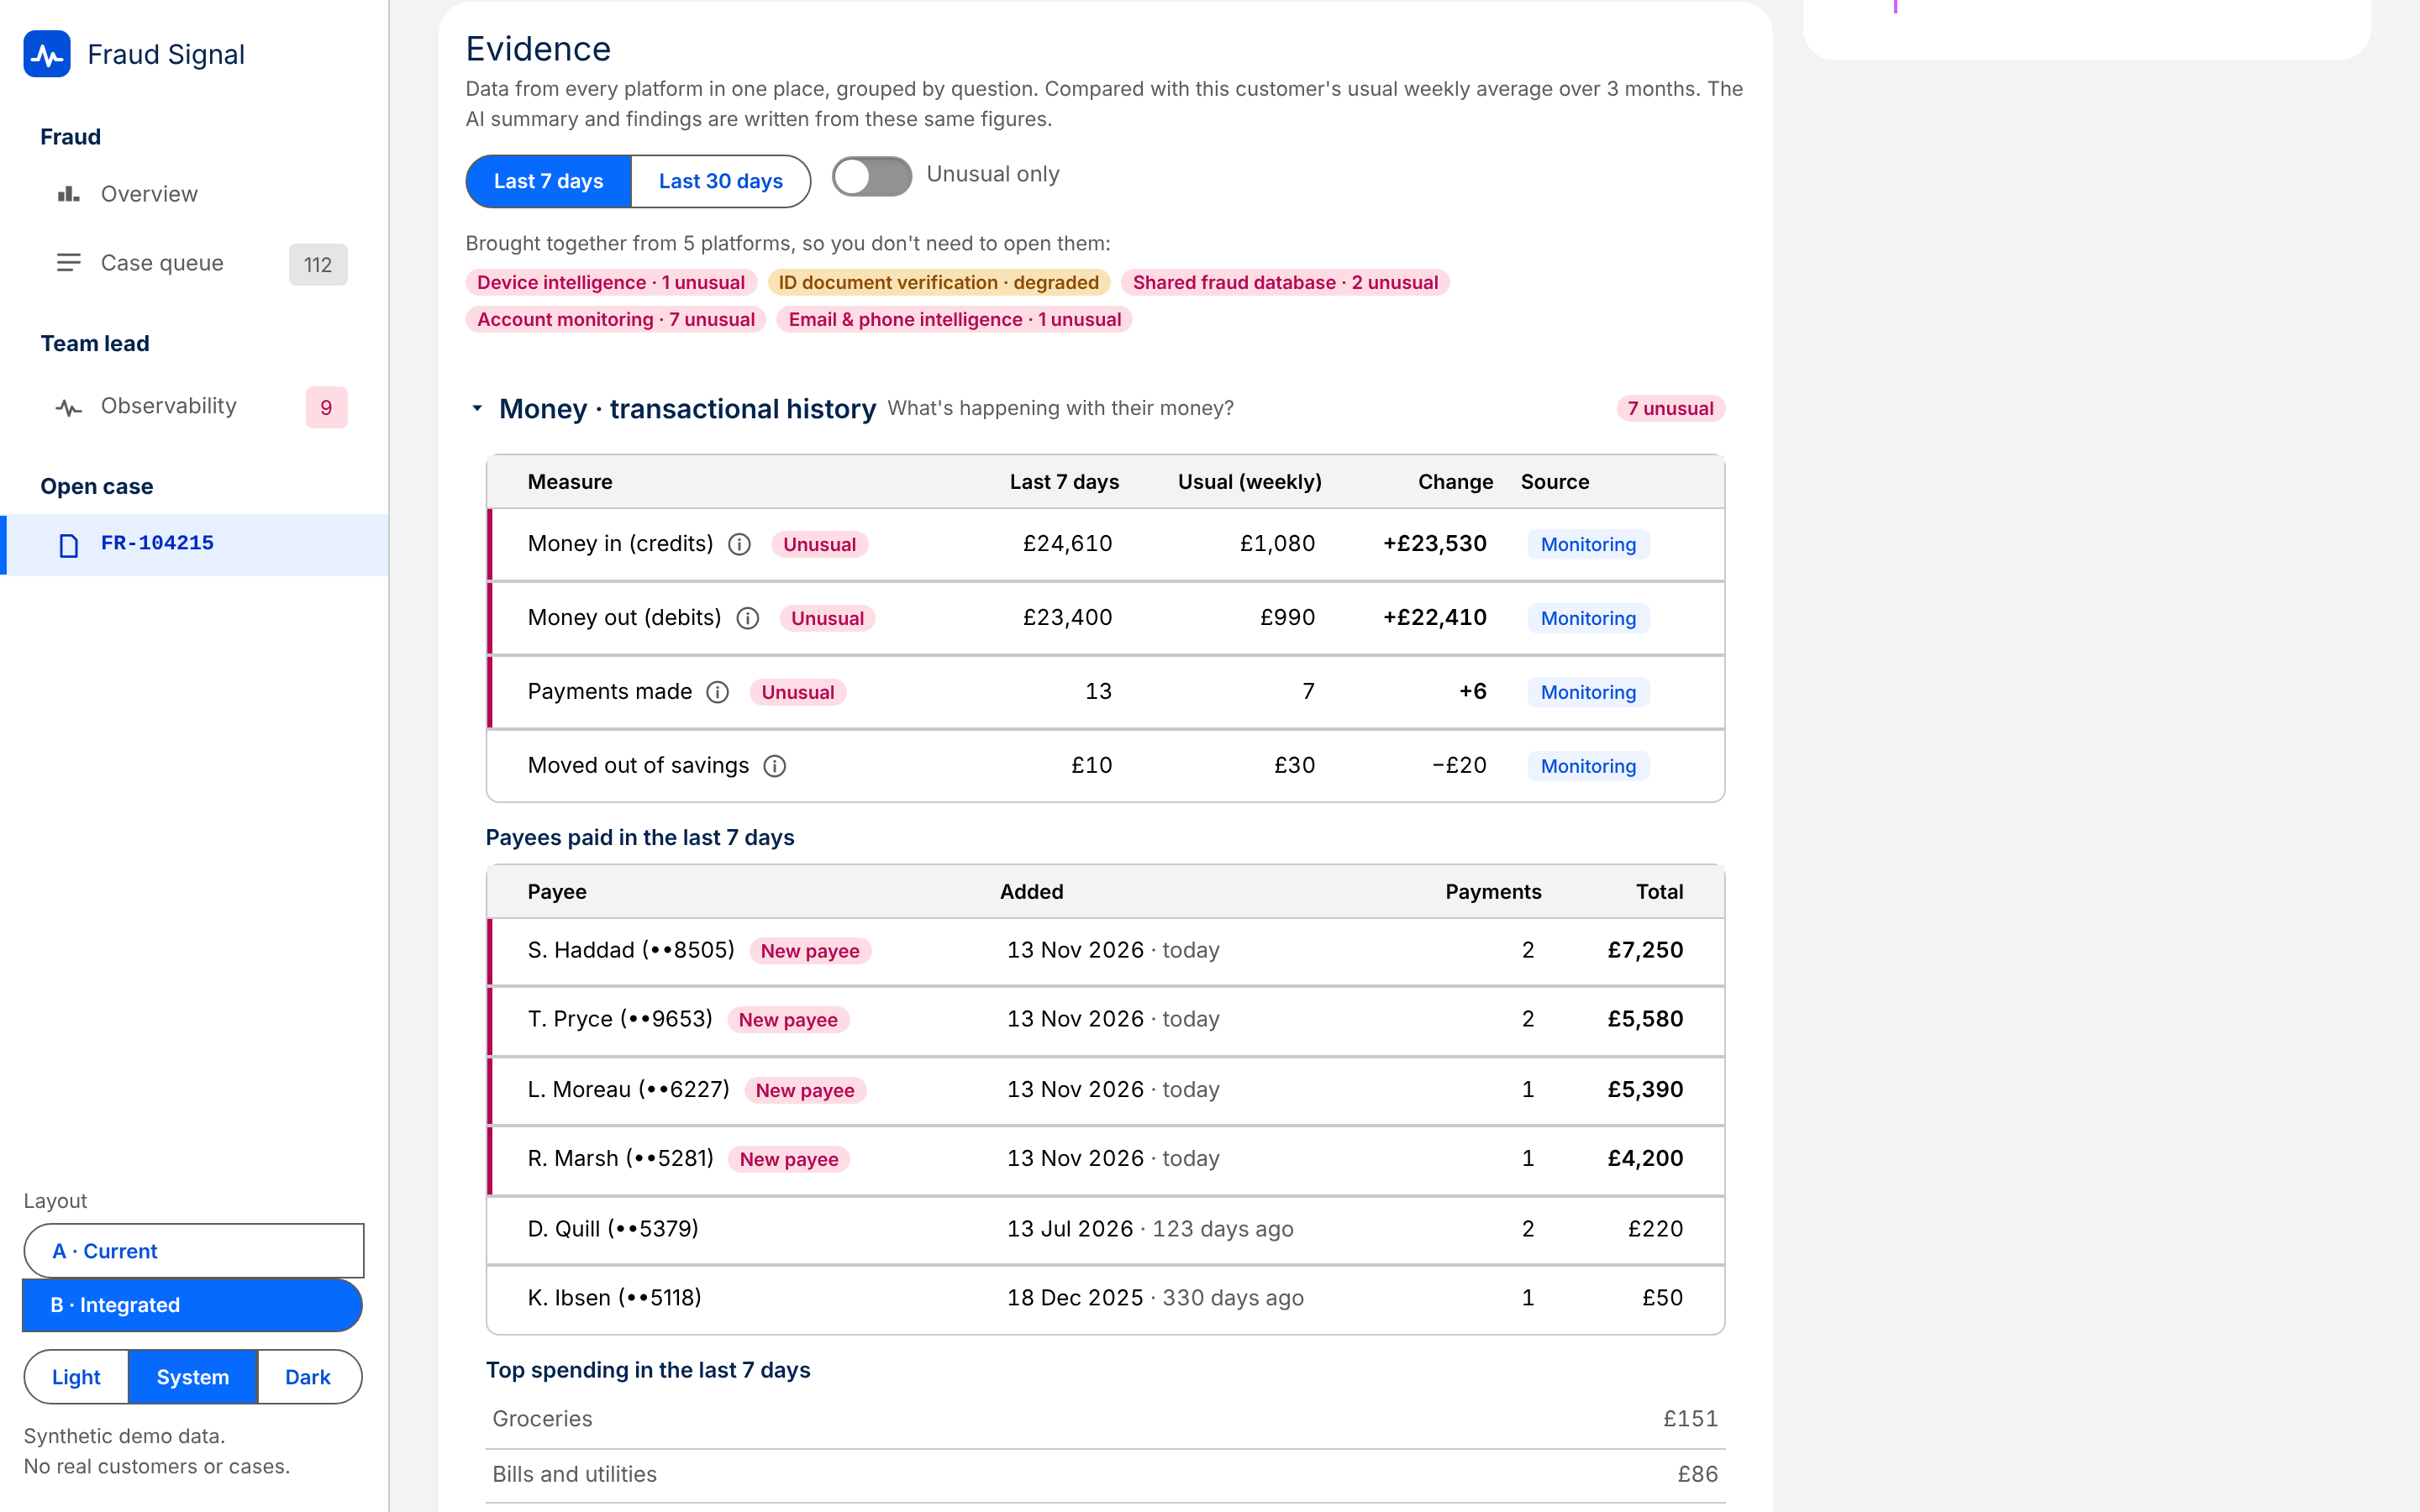 Fraud Signal
Fraud
Overview
Case queue 112
Team lead
Observability 9
Open case
FR-104215
Layout
A · Current
B · Integrated
Light System Dark
Synthetic demo data.
No real customers or cases.
Evidence
Data from every platform in one place, grouped by question. Compared with this customer's usual weekly average over 3 months. The
AI summary and findings are written from these same figures.
Last 7 days Last 30 days Unusual only
Brought together from 5 platforms, so you don't need to open them:
Device intelligence · 1 unusual ID document verification · degraded Shared fraud database · 2 unusual
Account monitoring · 7 unusual Email & phone intelligence · 1 unusual
Money · transactional history What's happening with their money? 7 unusual
Measure Last 7 days Usual (weekly) Change Source
Money in (credits) Unusual £24,610 £1,080 +£23,530 Monitoring
Money out (debits) Unusual £23,400 £990 +£22,410 Monitoring
Payments made Unusual 13 7 +6 Monitoring
Moved out of savings £10 £30 −£20 Monitoring
Payees paid in the last 7 days
Payee Added Payments Total
S. Haddad (••8505) New payee 13 Nov 2026 · today 2 £7,250
T. Pryce (••9653) New payee 13 Nov 2026 · today 2 £5,580
L. Moreau (••6227) New payee 13 Nov 2026 · today 1 £5,390
R. Marsh (••5281) New payee 13 Nov 2026 · today 1 £4,200
D. Quill (••5379) 13 Jul 2026 · 123 days ago 2 £220
K. Ibsen (••5118) 18 Dec 2025 · 330 days ago 1 £50
Top spending in the last 7 days
Groceries £151
Bills and utilities £86